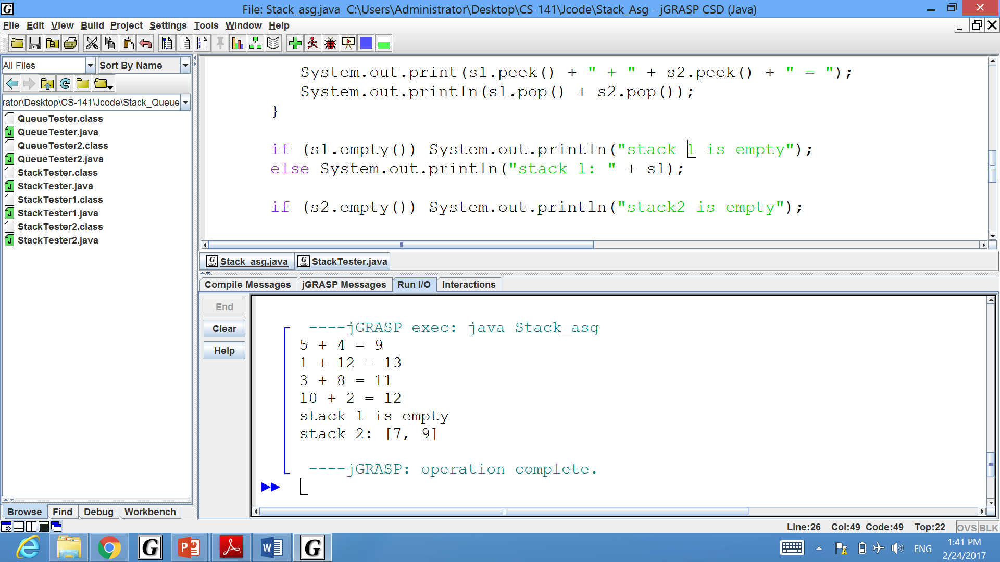 File: Stack_asg.java  C:\Users\Administrator\Desktop\CS-141\Jcode\Stack_Asg - jGRASP CSD (Java)
File Edit View Build Project Settings Tools Window Help
All Files
Sort By Name
rator\Desktop\CS-141\Jcode\Stack_Queue
QueueTester.class
QueueTester.java
QueueTester2.class
QueueTester2.java
StackTester.class
StackTester.java
StackTester1.class
StackTester1.java
StackTester2.class
StackTester2.java
Browse Find Debug Workbench
System.out.print(s1.peek() + " + " + s2.peek() + " = ");
System.out.println(s1.pop() + s2.pop());
}
if (s1.empty()) System.out.println("stack 1 is empty");
else System.out.println("stack 1: " + s1);
if (s2.empty()) System.out.println("stack2 is empty");
Stack_asg.java StackTester.java
Compile Messages jGRASP Messages Run I/O Interactions
End
Clear
Help
----jGRASP exec: java Stack_asg
5 + 4 = 9
1 + 12 = 13
3 + 8 = 11
10 + 2 = 12
stack 1 is empty
stack 2: [7, 9]
----jGRASP: operation complete.
Line:26 Col:49 Code:49 Top:22 OVS BLK
ENG
1:41 PM
2/24/2017